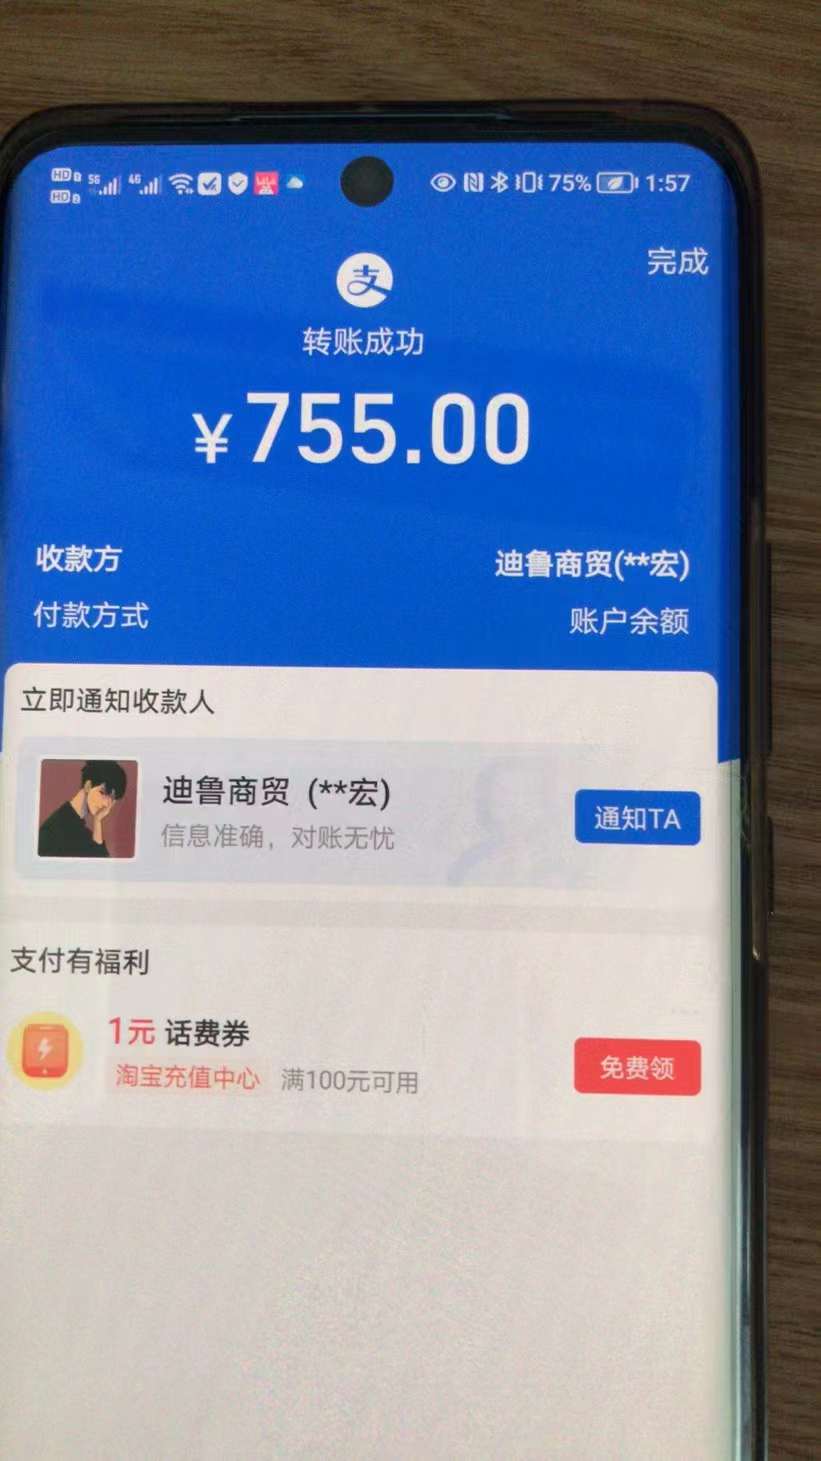 HD1 5G 4G 75% 1:57
HD2
完成
支
转账成功
¥755.00
收款方 迪鲁商贸(**宏)
付款方式 账户余额
立即通知收款人
迪鲁商贸 (**宏)
信息准确，对账无忧
通知TA
支付有福利
1元 话费券
淘宝充值中心 满100元可用
免费领